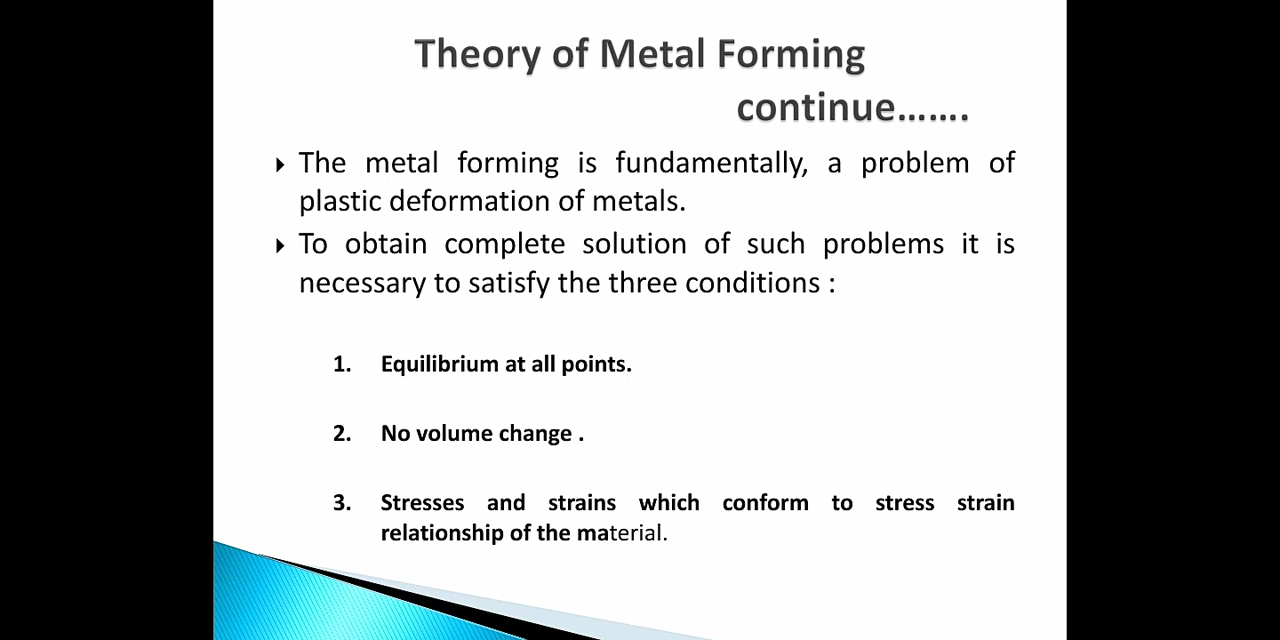 Theory of Metal Forming
continue…….
The metal forming is fundamentally, a problem of
plastic deformation of metals.
To obtain complete solution of such problems it is
necessary to satisfy the three conditions :
1. Equilibrium at all points.
2. No volume change .
3. Stresses and strains which conform to stress strain
relationship of the material.